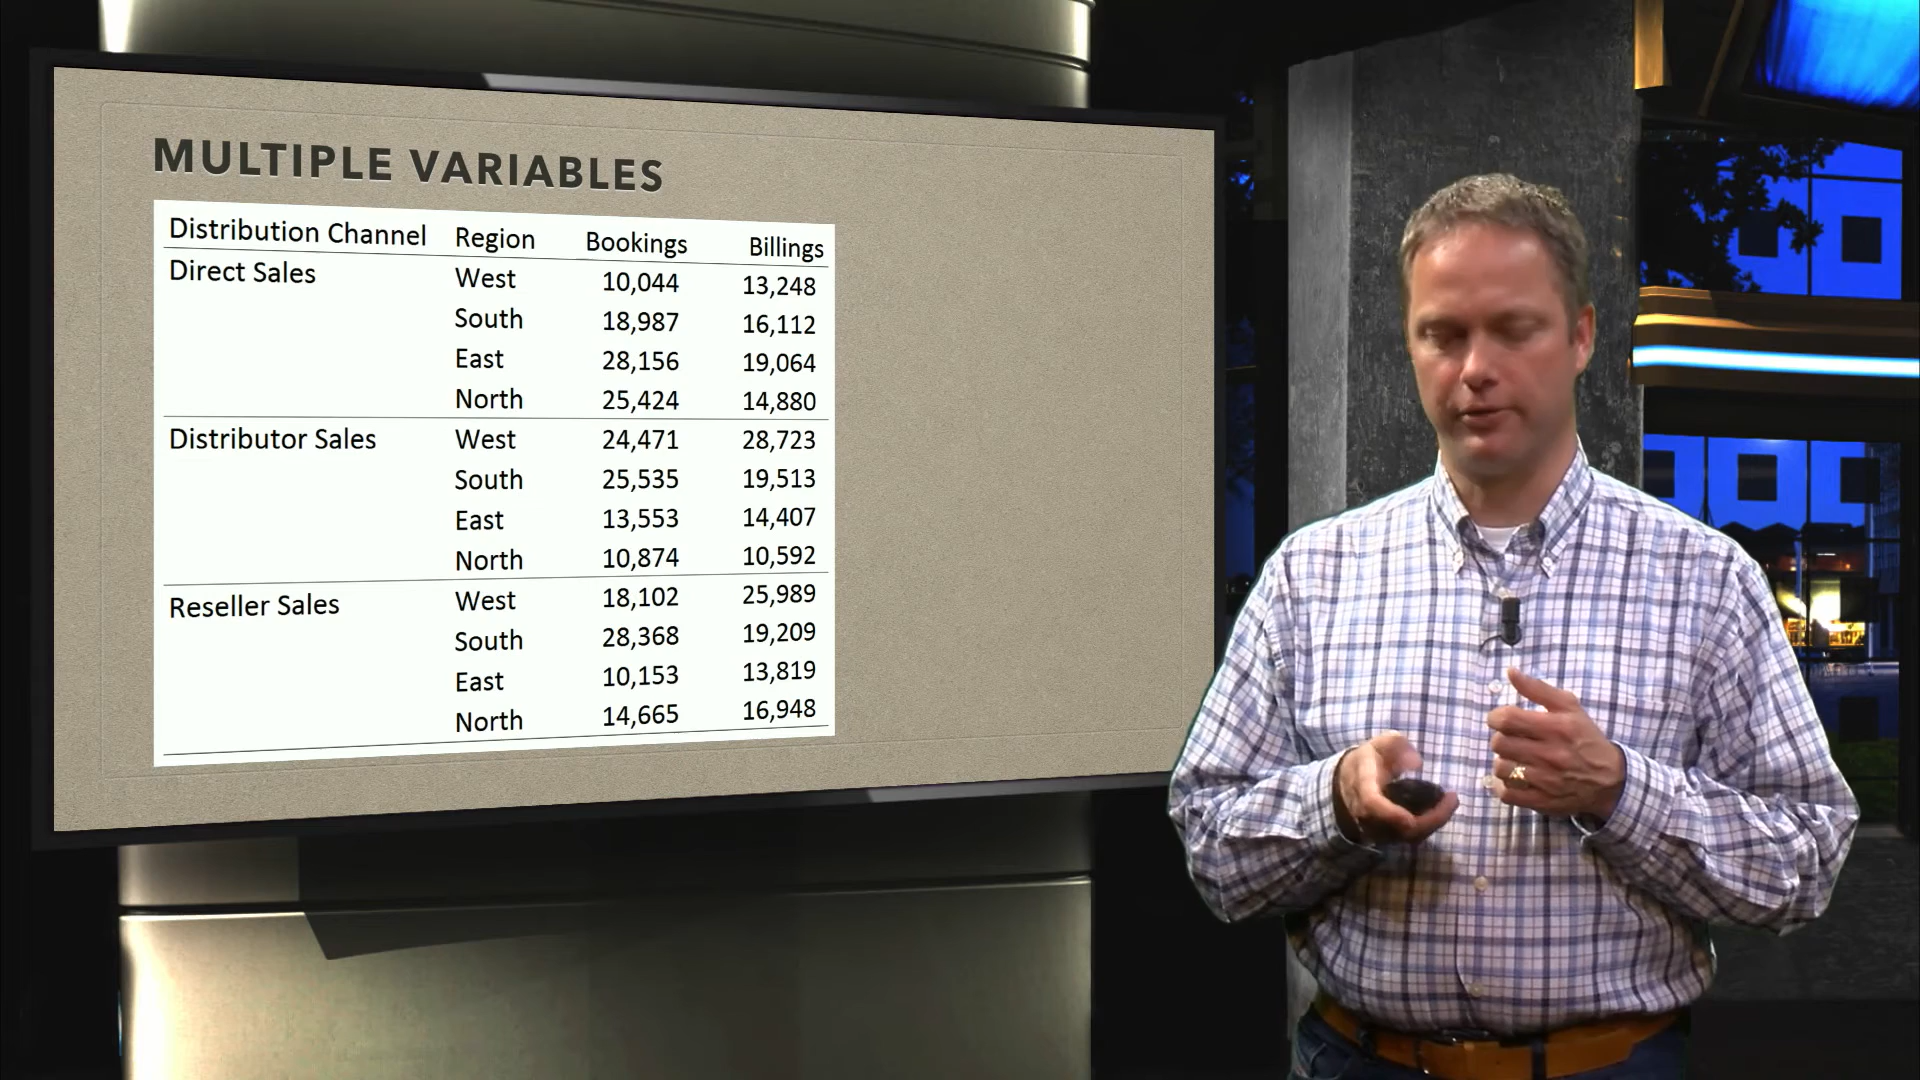 MULTIPLE VARIABLES
Distribution Channel Region Bookings Billings
Direct Sales West 10,044 13,248
South 18,987 16,112
East 28,156 19,064
North 25,424 14,880
Distributor Sales West 24,471 28,723
South 25,535 19,513
East 13,553 14,407
North 10,874 10,592
Reseller Sales West 18,102 25,989
South 28,368 19,209
East 10,153 13,819
North 14,665 16,948